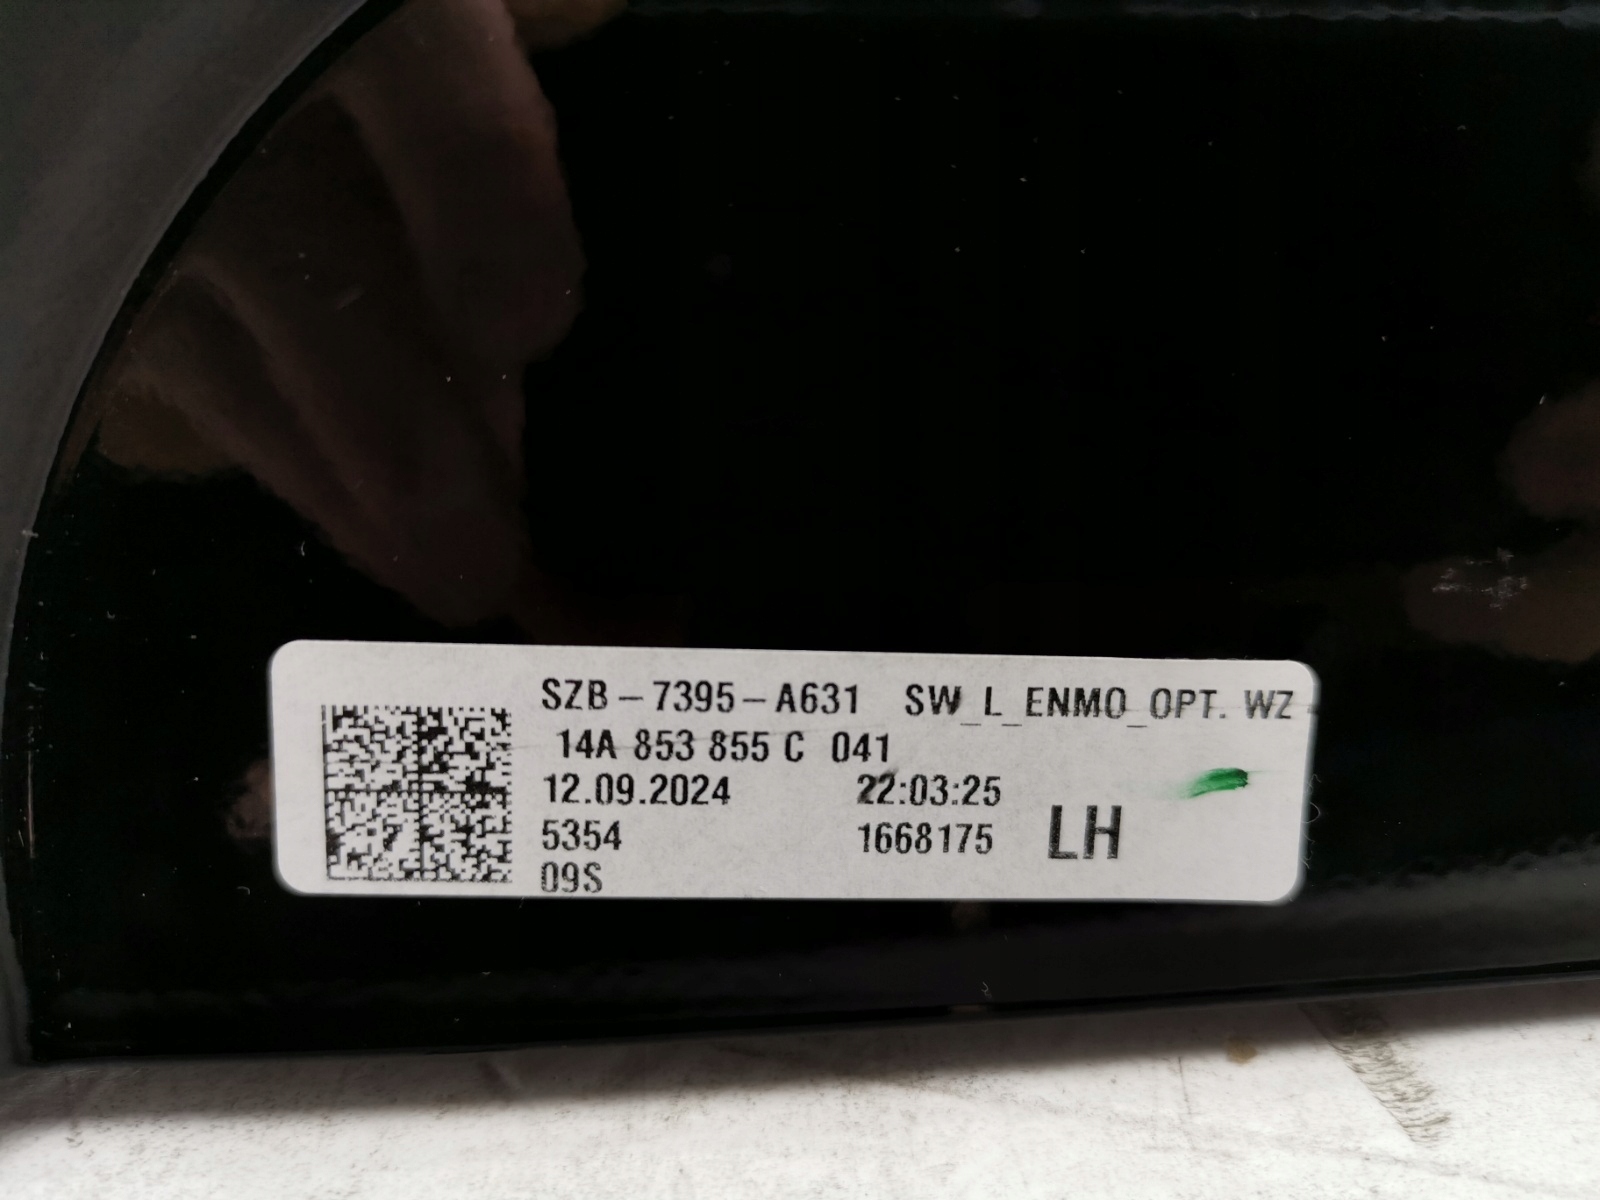 SZB-7395-A631 SW_L_ENMO_OPT. WZ
14A 853 855 C 041
12.09.2024 22:03:25
5354 1668175 LH
09S